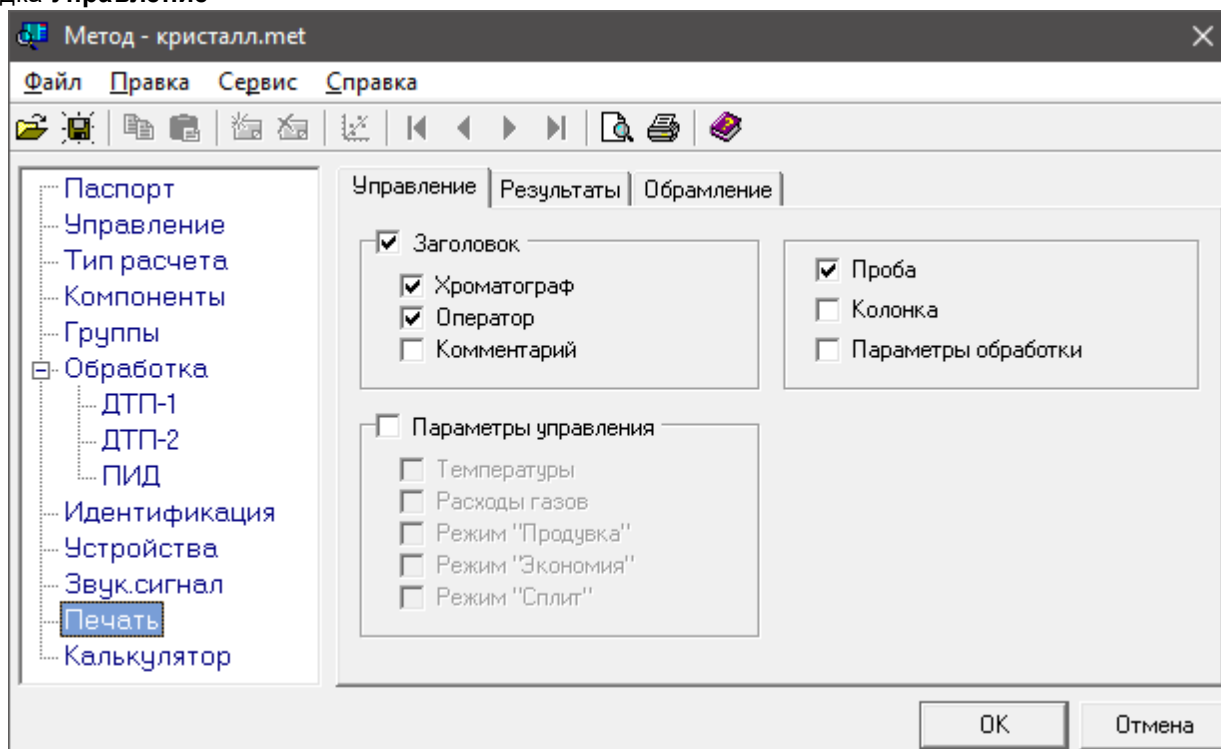 дка Управление
Метод - кристалл.met
Файл Правка Сервис Справка
Паспорт
Управление
Тип расчета
Компоненты
Группы
Обработка
ДТП-1
ДТП-2
ПИД
Идентификация
Устройства
Звук.сигнал
Печать
Калькулятор
Управление Результаты Обрамление
Заголовок
Хроматограф
Оператор
Комментарий
Проба
Колонка
Параметры обработки
Параметры управления
Температуры
Расходы газов
Режим "Продувка"
Режим "Экономия"
Режим "Сплит"
OK Отмена